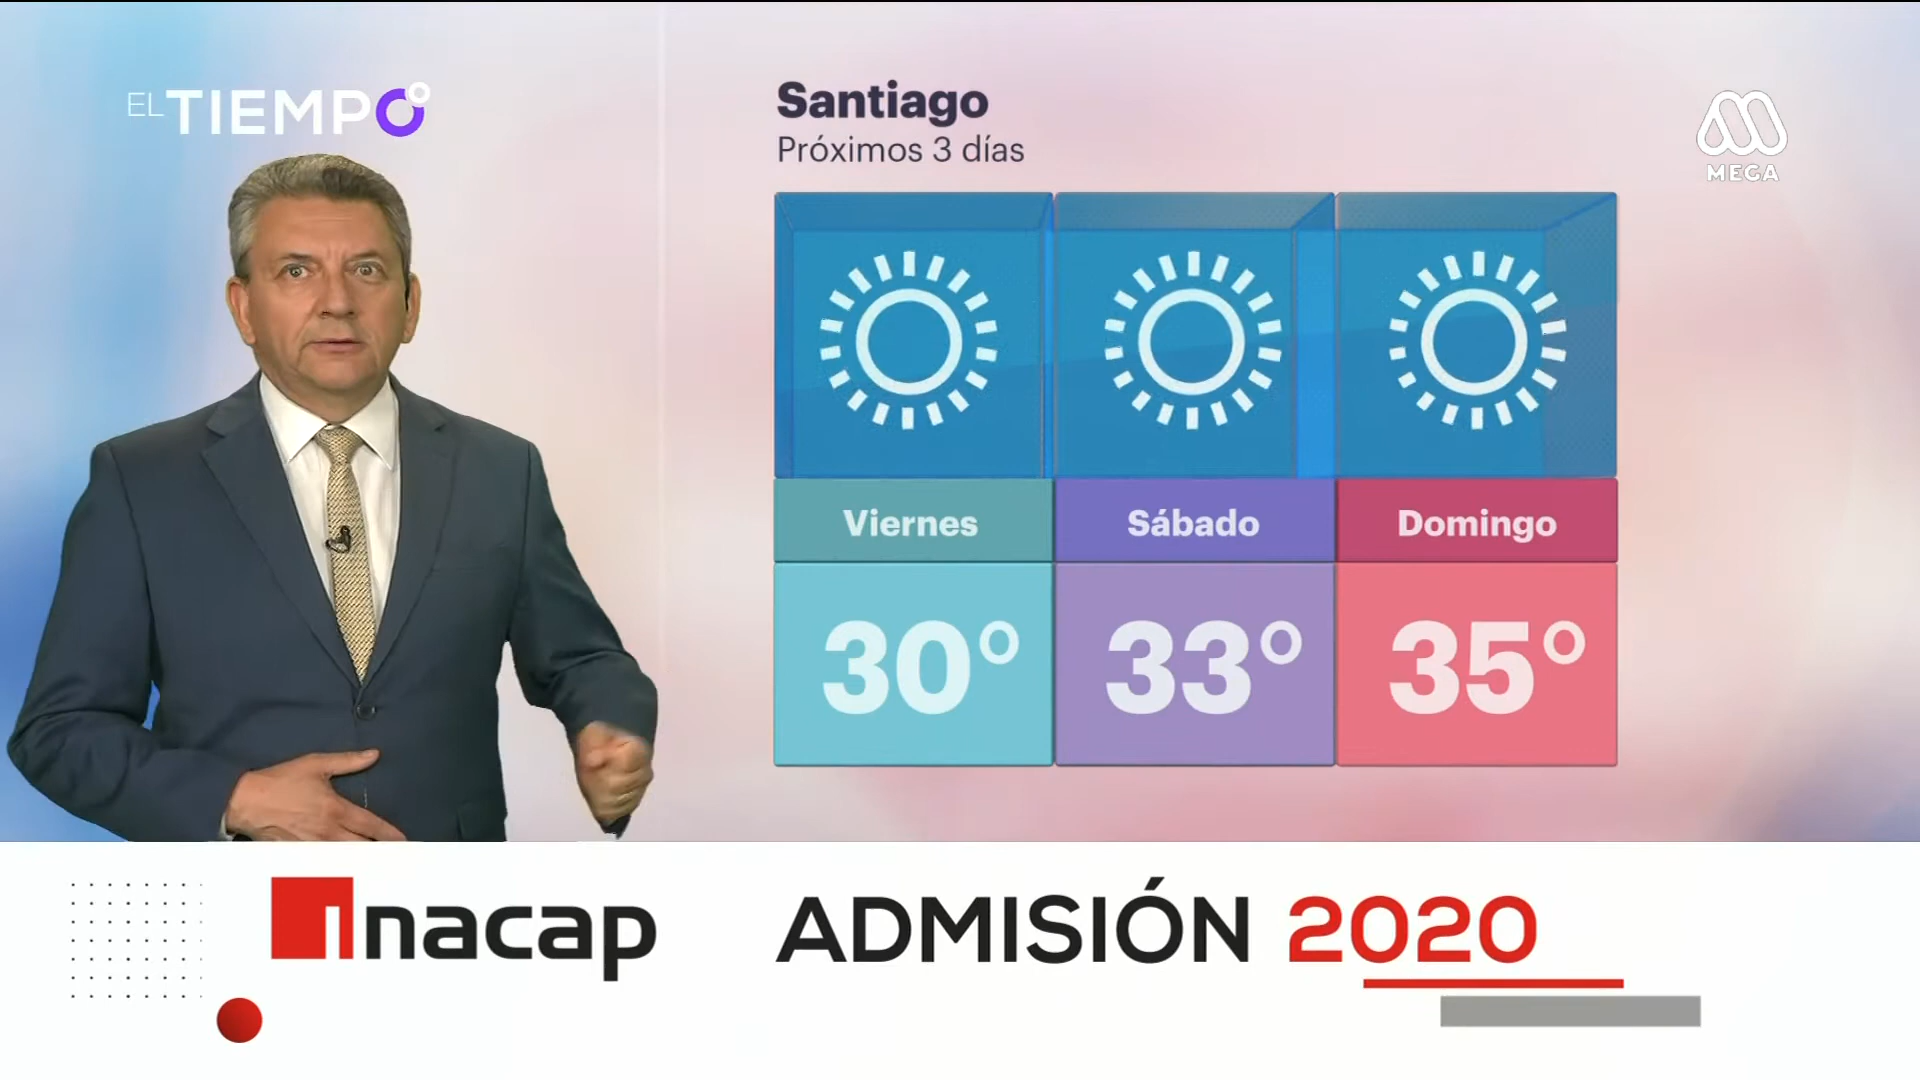 EL TIEMPO
Santiago
Próximos 3 días
MEGA
Viernes
Sábado
Domingo
30°
33°
35°
inacap
ADMISIÓN 2020